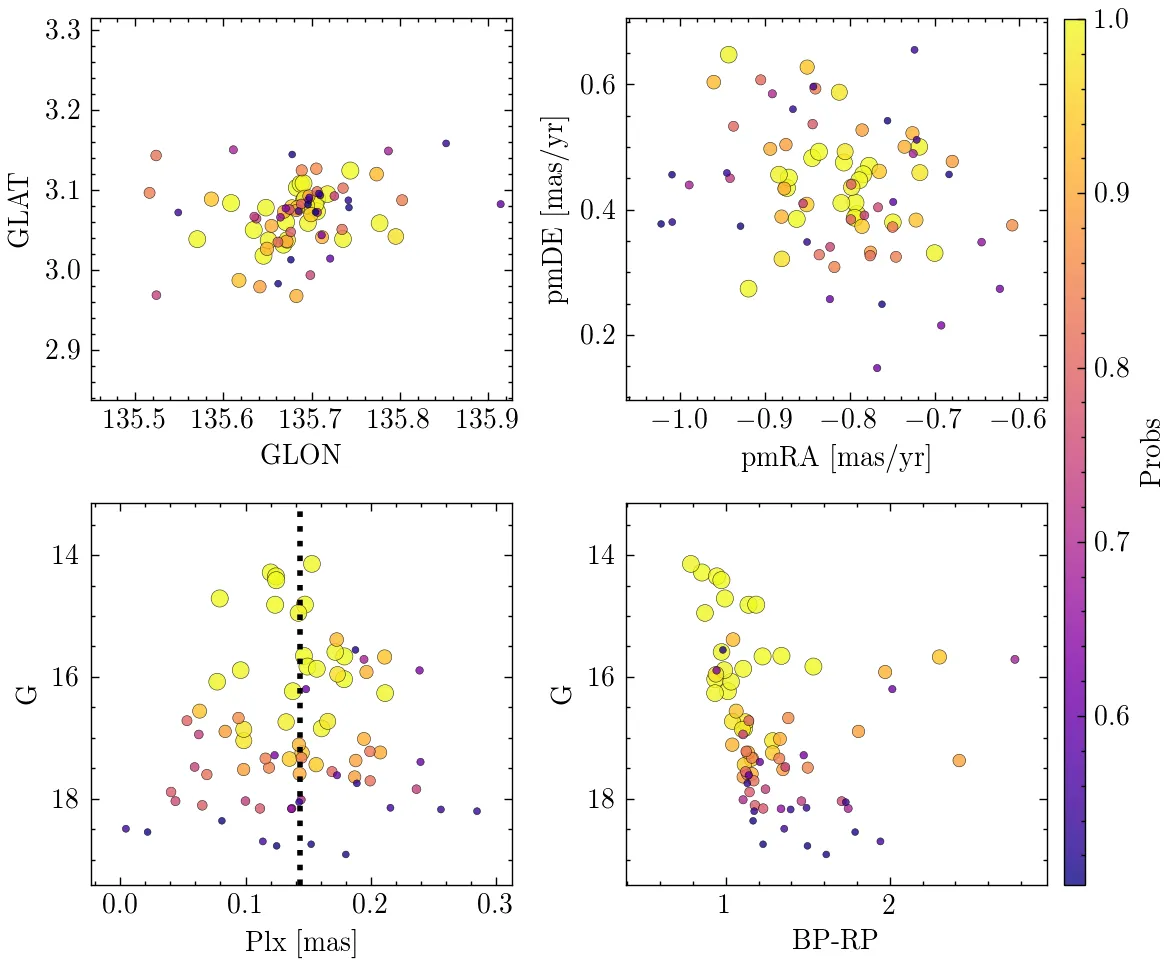 3.3
3.2
3.1
3.0
2.9
GLAT
135.5 135.6 135.7 135.8 135.9
GLON
0.6
0.4
0.2
pmDE [mas/yr]
−1.0 −0.9 −0.8 −0.7 −0.6
pmRA [mas/yr]
14
16
18
G
0.0 0.1 0.2 0.3
Plx [mas]
14
16
18
G
1 2
BP-RP
1.0
0.9
0.8
0.7
0.6
Probs